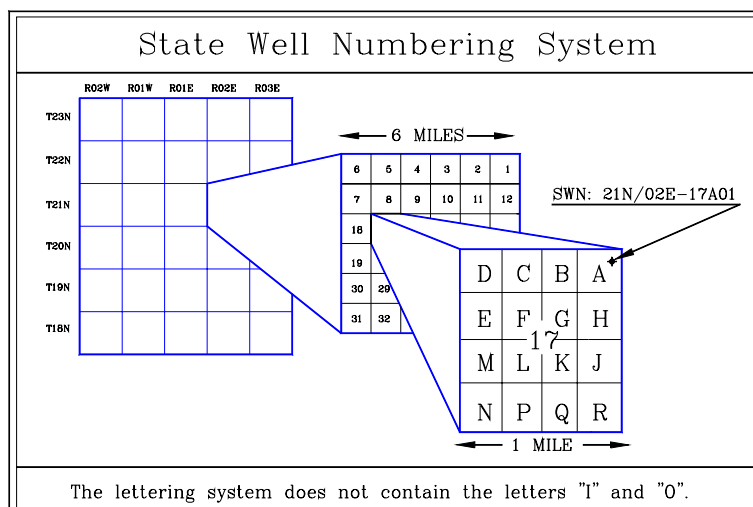 State Well Numbering System
R02W R01W R01E R02E R03E
T23N
T22N
T21N
T20N
T19N
T18N
6 MILES
6 5 4 3 2 1
7 8 9 10 11 12
18
19
30 29
31 32
SWN: 21N/02E-17A01
D C B A
E F G H
17
M L K J
N P Q R
1 MILE
The lettering system does not contain the letters "I" and "O".